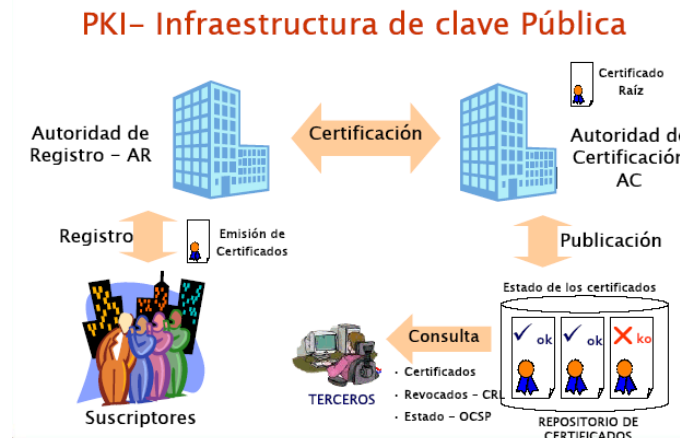 PKI– Infraestructura de clave Pública
Certificado
Raíz
Autoridad de
Registro – AR
Certificación
Autoridad de
Certificación
AC
Registro
Emisión de
Certificados
Publicación
Estado de los certificados
ok
ok
ko
Consulta
· Certificados
· Revocados – CRL
· Estado – OCSP
TERCEROS
Suscriptores
REPOSITORIO DE
CERTIFICADOS